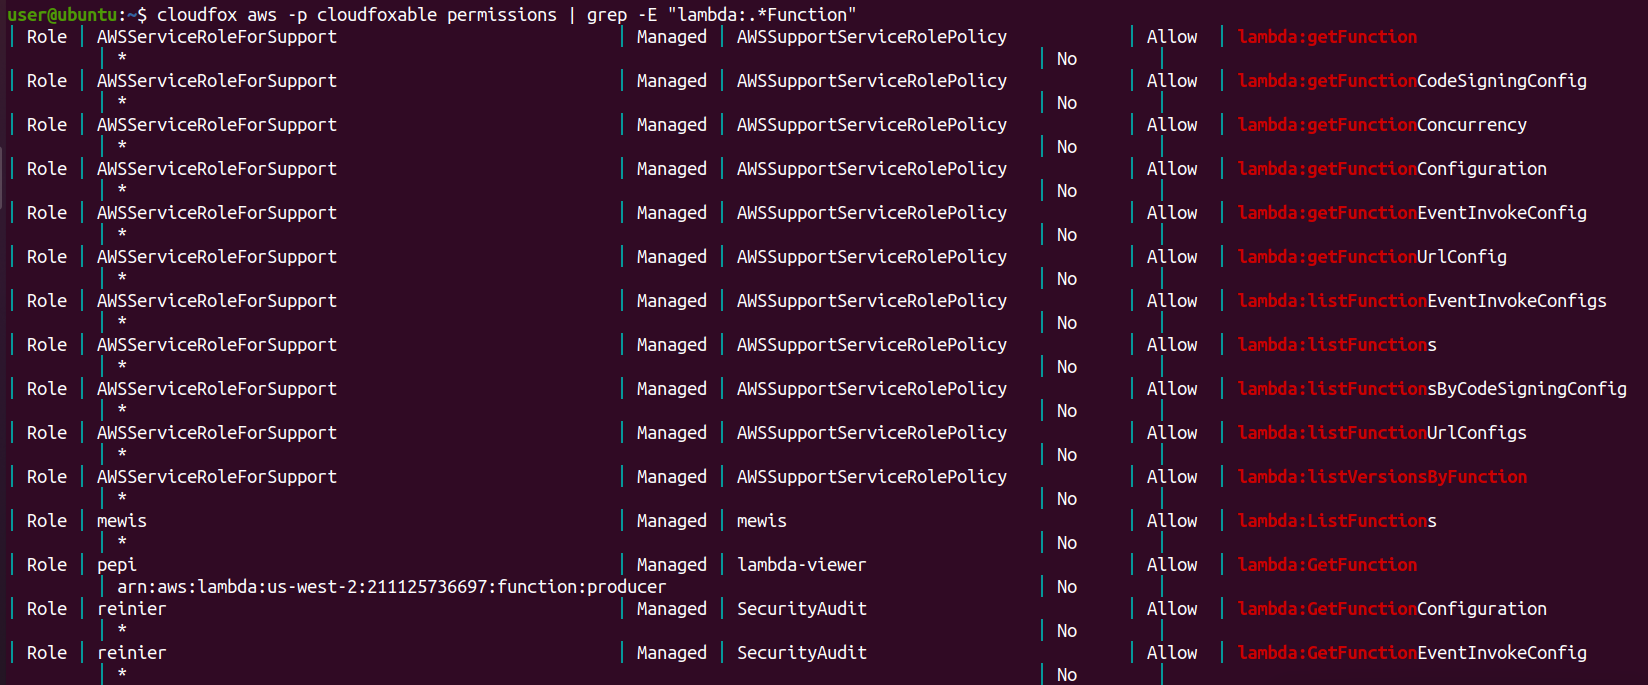 user@ubuntu:~$ cloudfox aws -p cloudfoxable permissions | grep -E "lambda:.*Function"
| Role | AWSServiceRoleForSupport | Managed | AWSSupportServiceRolePolicy | Allow | lambda:getFunction
| * | No |
| Role | AWSServiceRoleForSupport | Managed | AWSSupportServiceRolePolicy | Allow | lambda:getFunctionCodeSigningConfig
| * | No |
| Role | AWSServiceRoleForSupport | Managed | AWSSupportServiceRolePolicy | Allow | lambda:getFunctionConcurrency
| * | No |
| Role | AWSServiceRoleForSupport | Managed | AWSSupportServiceRolePolicy | Allow | lambda:getFunctionConfiguration
| * | No |
| Role | AWSServiceRoleForSupport | Managed | AWSSupportServiceRolePolicy | Allow | lambda:getFunctionEventInvokeConfig
| * | No |
| Role | AWSServiceRoleForSupport | Managed | AWSSupportServiceRolePolicy | Allow | lambda:getFunctionUrlConfig
| * | No |
| Role | AWSServiceRoleForSupport | Managed | AWSSupportServiceRolePolicy | Allow | lambda:listFunctionEventInvokeConfigs
| * | No |
| Role | AWSServiceRoleForSupport | Managed | AWSSupportServiceRolePolicy | Allow | lambda:listFunctions
| * | No |
| Role | AWSServiceRoleForSupport | Managed | AWSSupportServiceRolePolicy | Allow | lambda:listFunctionsByCodeSigningConfig
| * | No |
| Role | AWSServiceRoleForSupport | Managed | AWSSupportServiceRolePolicy | Allow | lambda:listFunctionUrlConfigs
| * | No |
| Role | AWSServiceRoleForSupport | Managed | AWSSupportServiceRolePolicy | Allow | lambda:listVersionsByFunction
| * | No |
| Role | mewis | Managed | mewis | Allow | lambda:ListFunctions
| * | No |
| Role | pepi | Managed | lambda-viewer | Allow | lambda:GetFunction
| arn:aws:lambda:us-west-2:211125736697:function:producer | No |
| Role | reinier | Managed | SecurityAudit | Allow | lambda:GetFunctionConfiguration
| * | No |
| Role | reinier | Managed | SecurityAudit | Allow | lambda:GetFunctionEventInvokeConfig
| * | No |